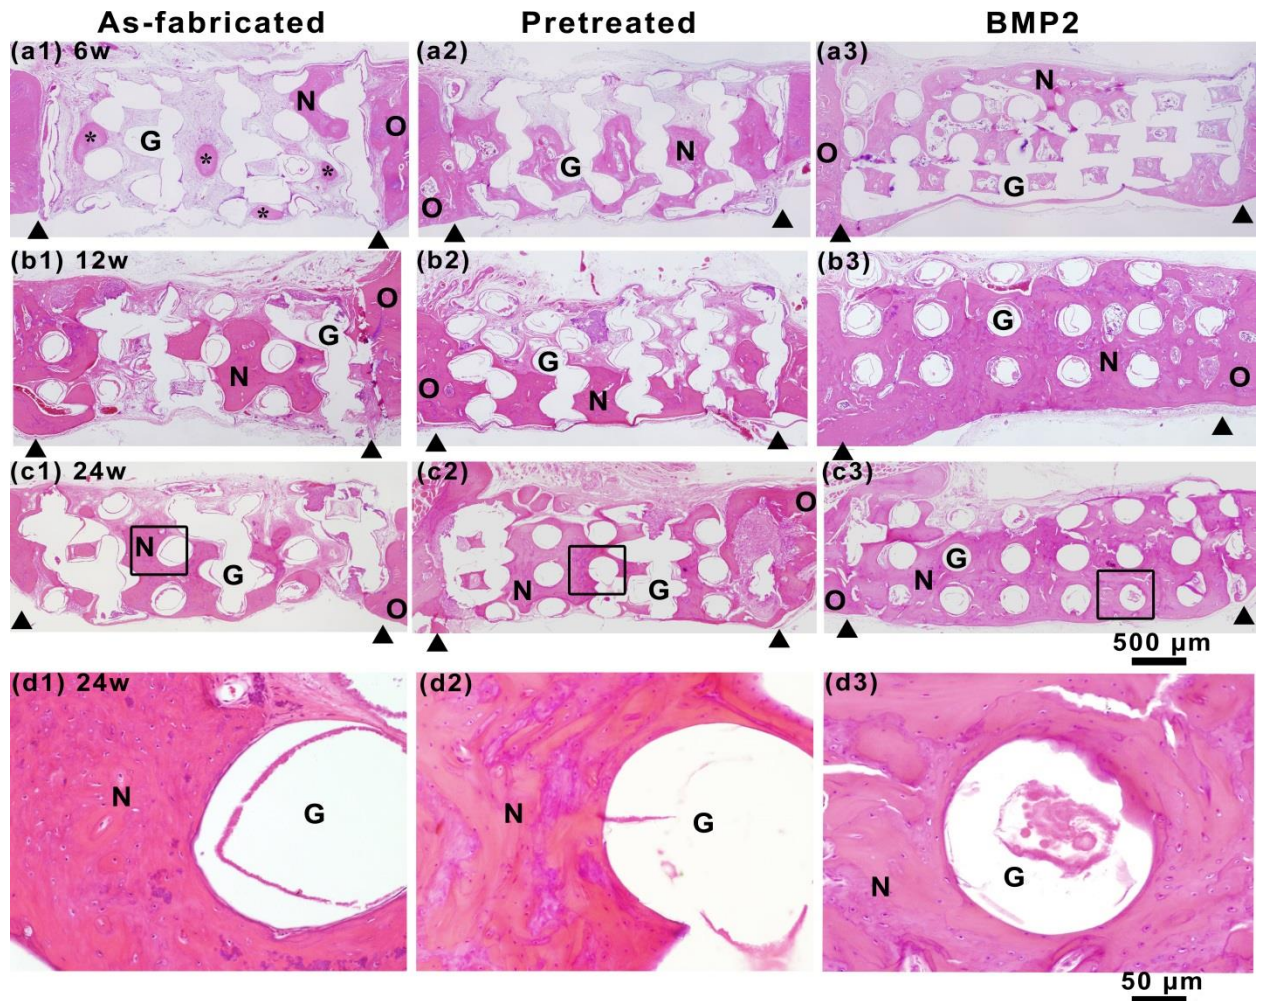 As-fabricated Pretreated BMP2
(a1) 6w (a2) (a3)
N N
* G * * * O G N O O G
(b1) 12w (b2) (b3)
O G N G O N G N O
(c1) 24w (c2) (c3)
N G O O N G G N O
500 µm
(d1) 24w (d2) (d3)
N G N G N G
50 µm